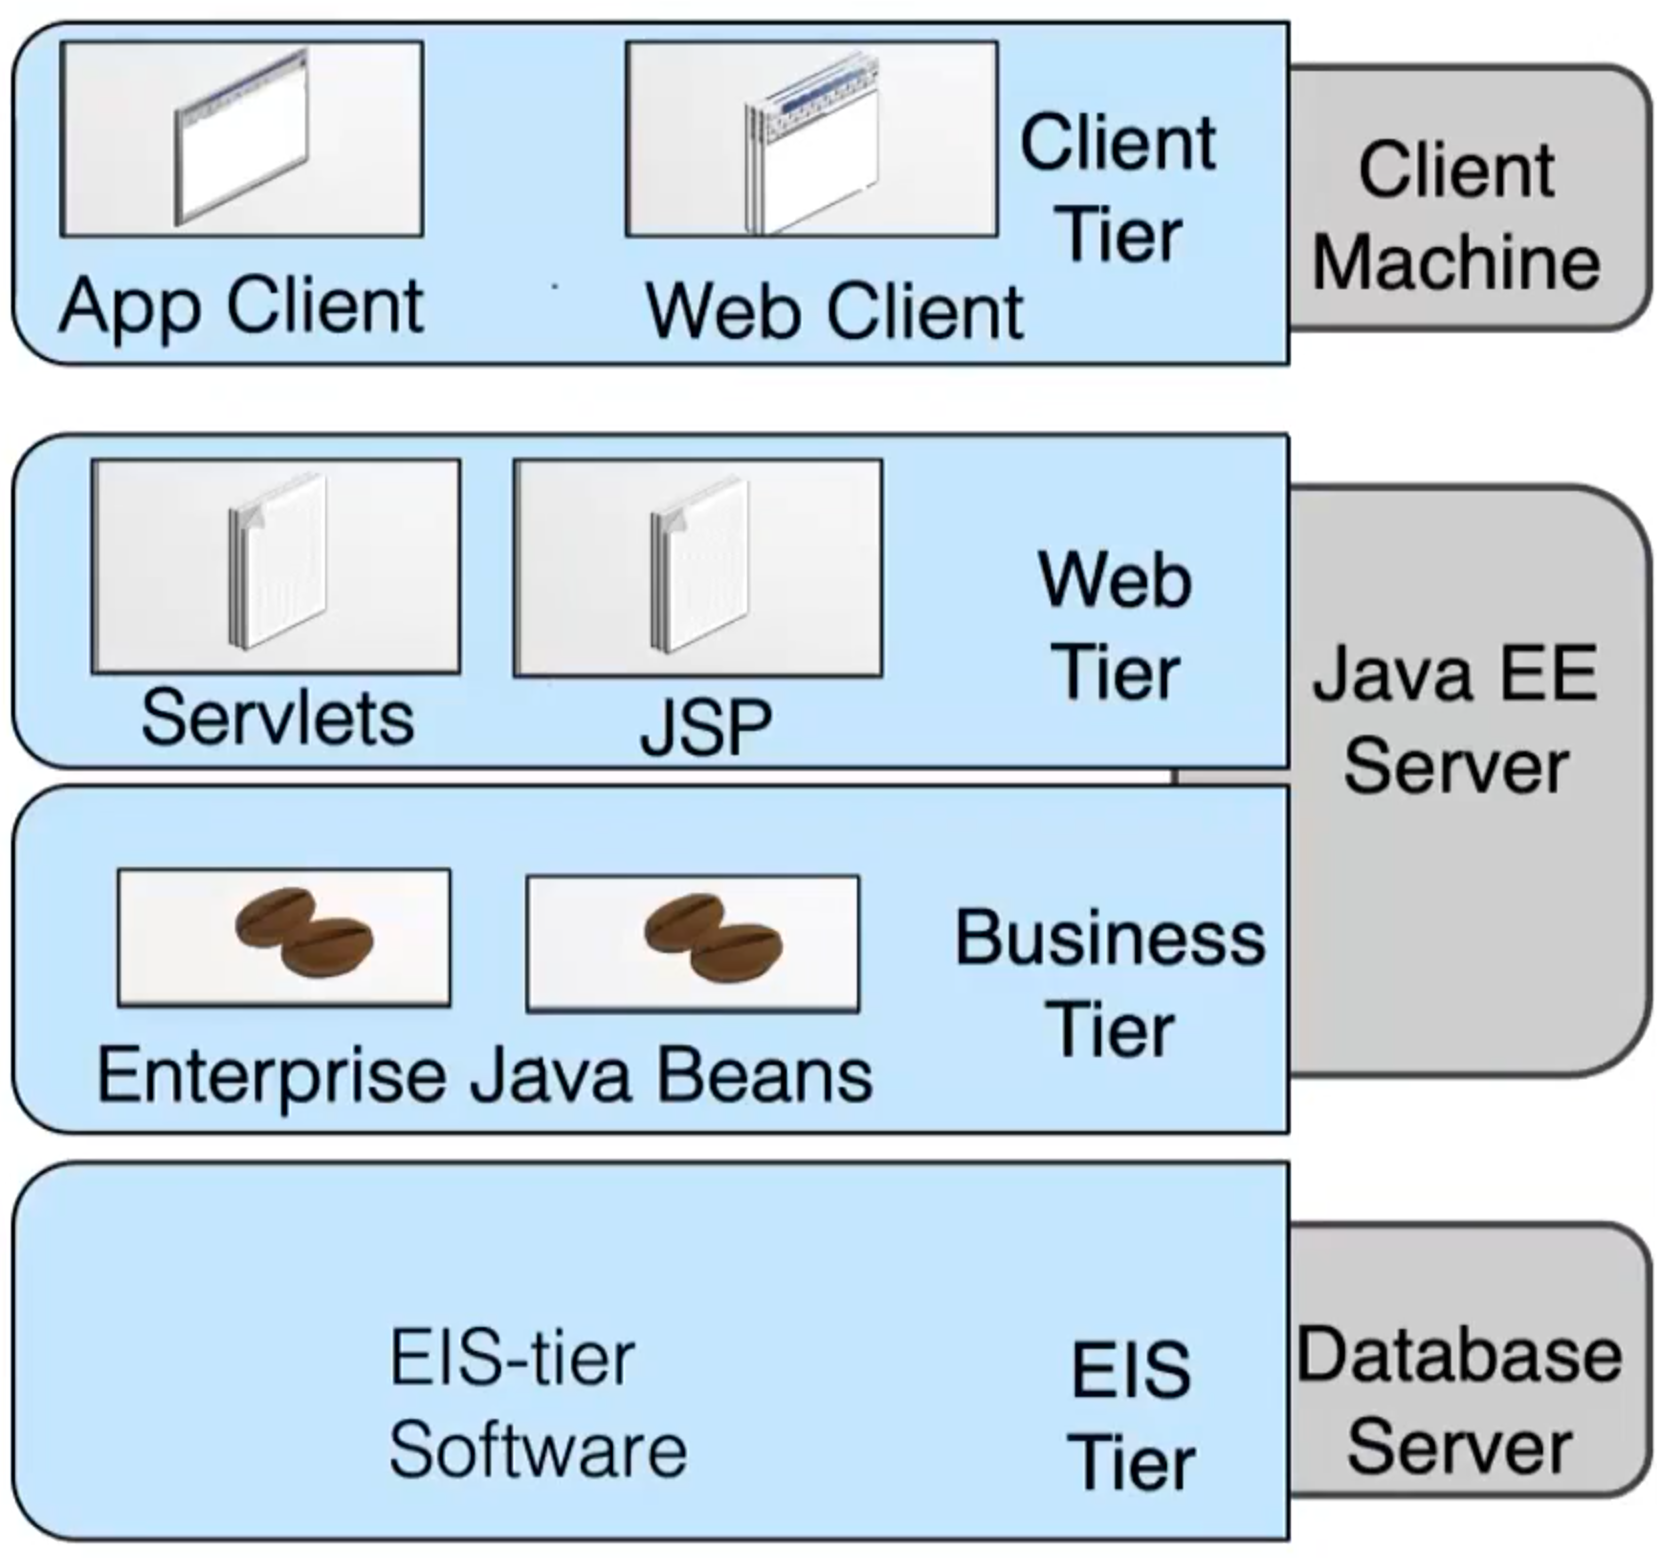 App Client
Web Client
Client
Tier
Client
Machine
Servlets
JSP
Web
Tier
Java EE
Server
Enterprise Java Beans
Business
Tier
EIS-tier
Software
EIS
Tier
Database
Server